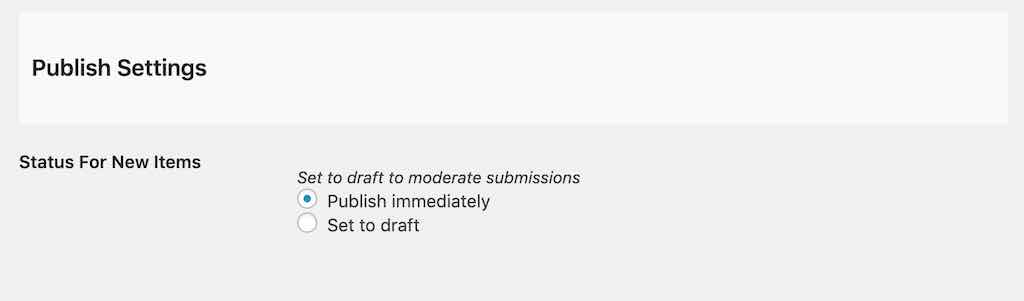 Publish Settings
Status For New Items
Set to draft to moderate submissions
Publish immediately
Set to draft